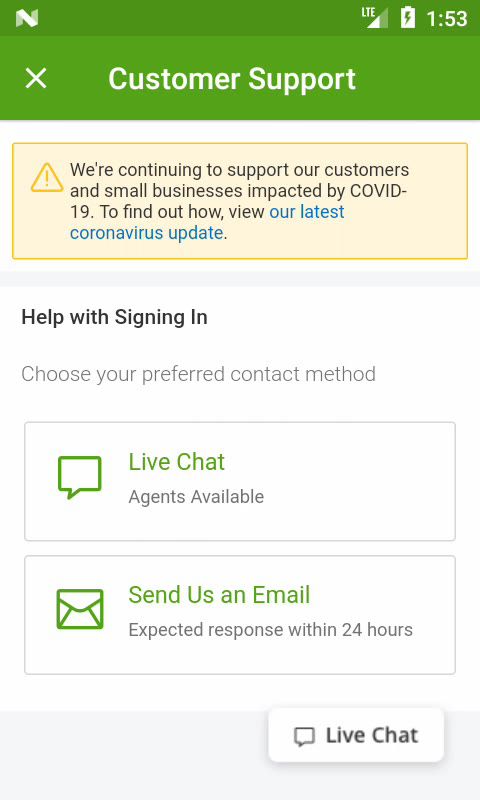 LTE 1:53
Customer Support
We're continuing to support our customers
and small businesses impacted by COVID-
19. To find out how, view our latest
coronavirus update.
Help with Signing In
Choose your preferred contact method
Live Chat
Agents Available
Send Us an Email
Expected response within 24 hours
Live Chat